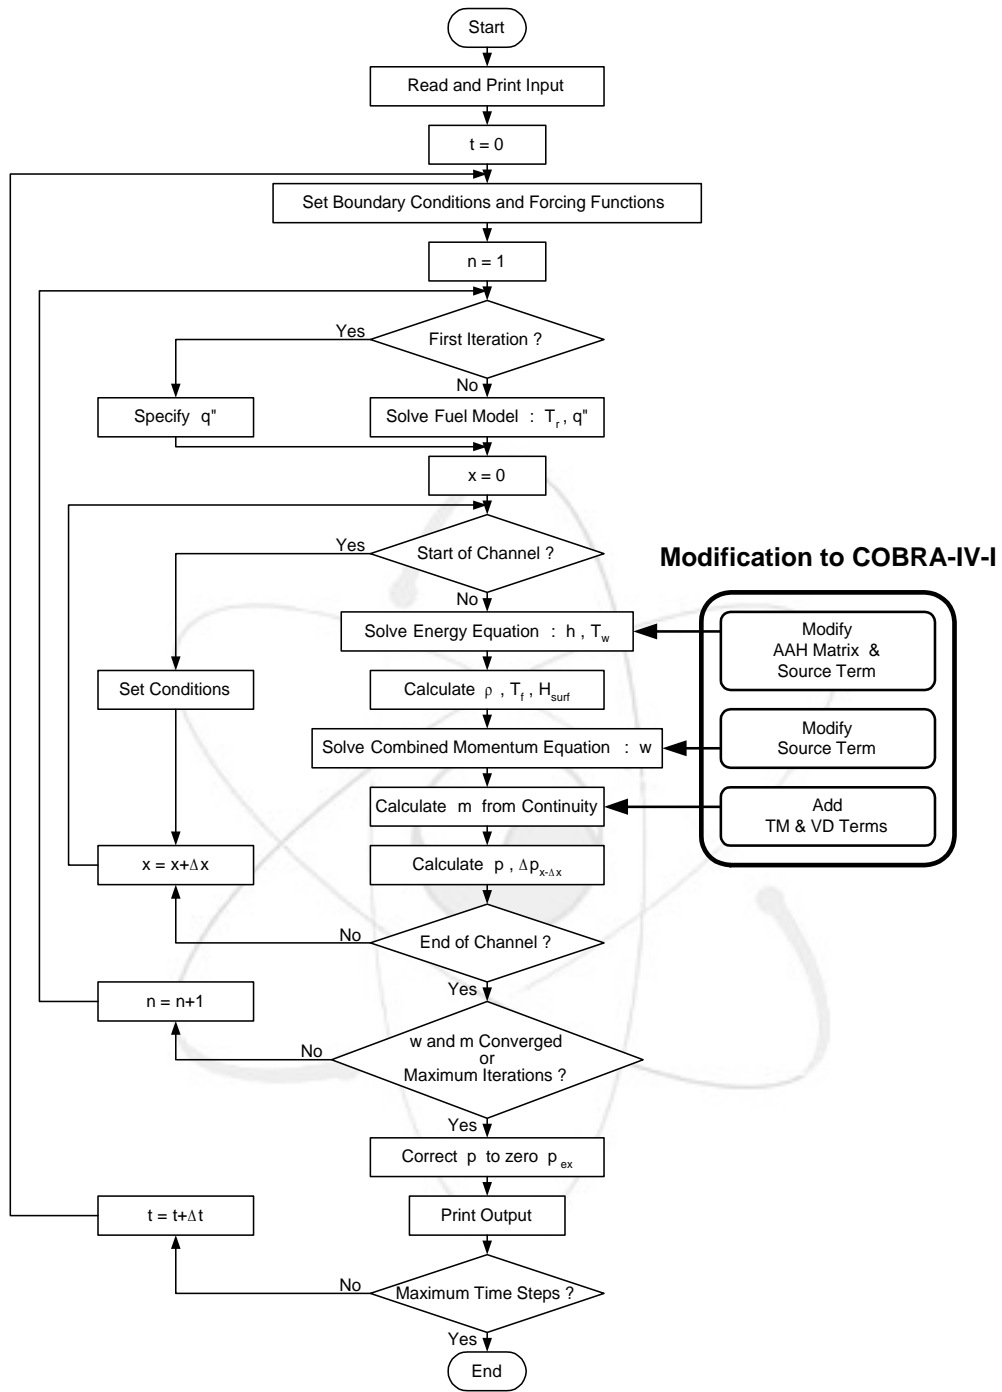 Start
Read and Print Input
t = 0
Set Boundary Conditions and Forcing Functions
n = 1
First Iteration ?
Yes
No
Specify q"
Solve Fuel Model : Tr, q"
x = 0
Start of Channel ?
Yes
No
Modification to COBRA-IV-I
Solve Energy Equation : h , Tw
Modify
AAH Matrix &
Source Term
Set Conditions
Calculate ρ , Tf , Hsurf
Solve Combined Momentum Equation : w
Modify
Source Term
Calculate m from Continuity
Add
TM & VD Terms
x = x+Δx
Calculate p , Δpx-Δx
End of Channel ?
No
Yes
n = n+1
w and m Converged
or
Maximum Iterations ?
No
Yes
Correct p to zero pex
t = t+Δt
Print Output
Maximum Time Steps ?
No
Yes
End